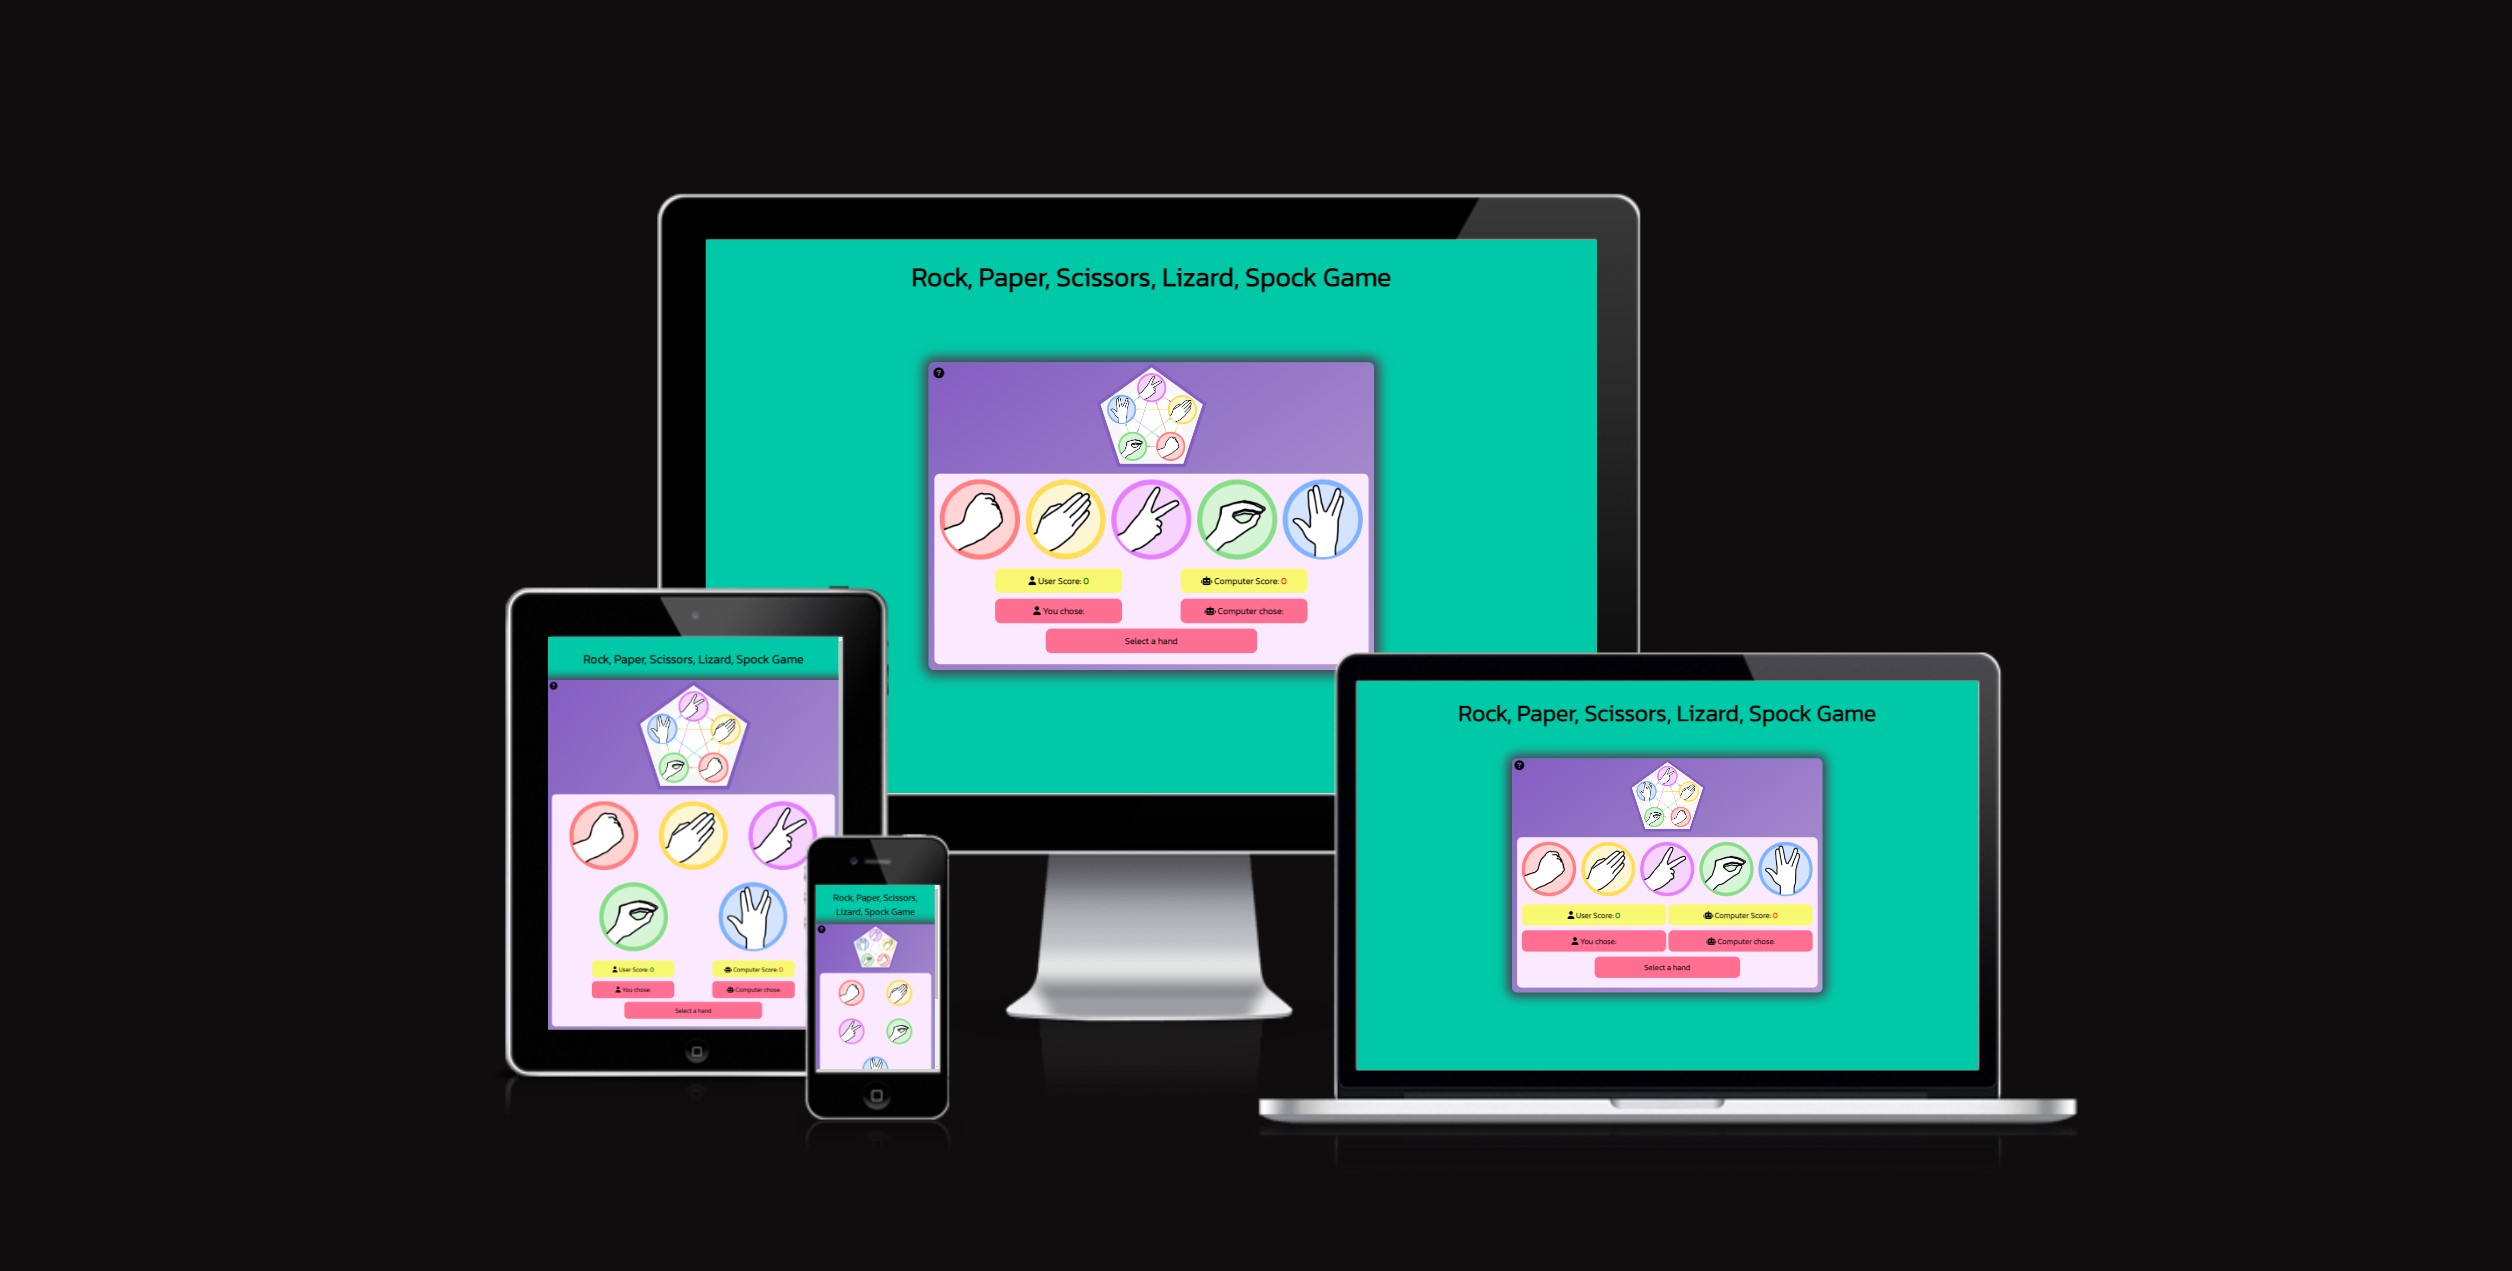 Rock, Paper, Scissors, Lizard, Spock Game
?
User Score: 0
Computer Score: 0
You chose:
Computer chose:
Select a hand
Rock, Paper, Scissors, Lizard, Spock Game
?
User Score: 0
Computer Score: 0
You chose:
Computer chose:
Select a hand
Rock, Paper, Scissors,
Lizard, Spock Game
?
Rock, Paper, Scissors, Lizard, Spock Game
?
User Score: 0
Computer Score: 0
You chose:
Computer chose:
Select a hand